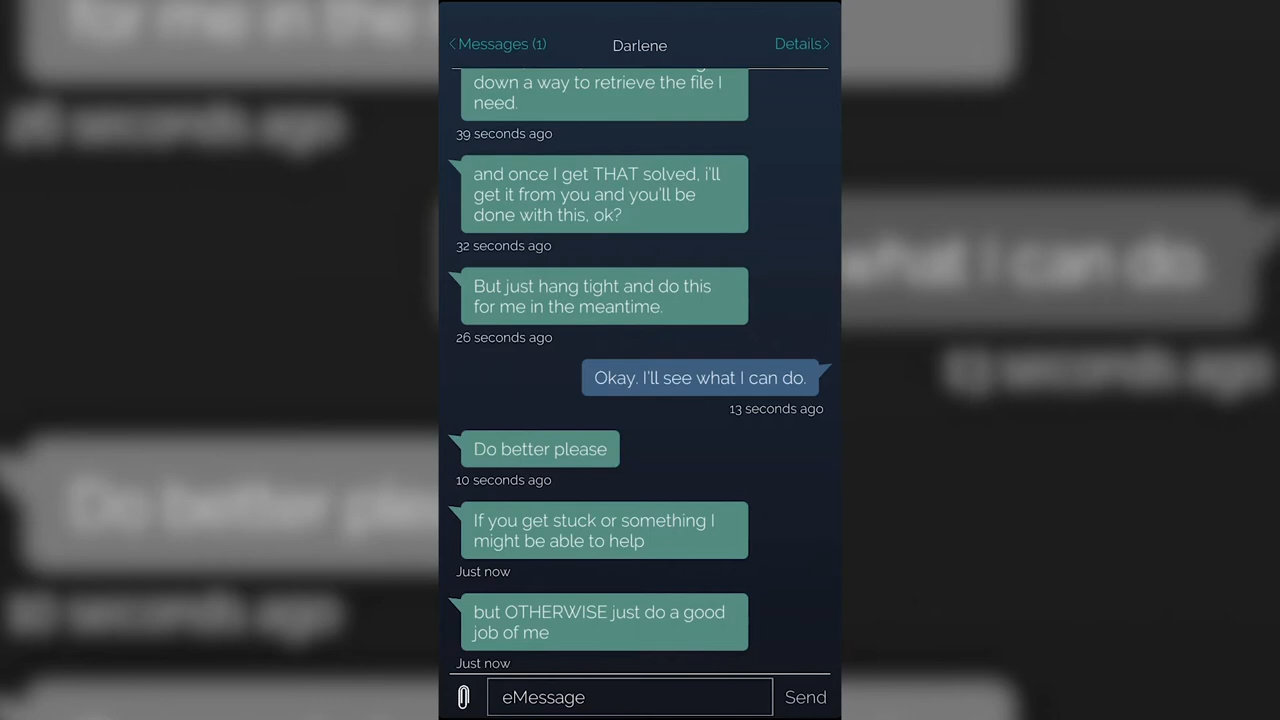 Messages (1)
Darlene
Details
down a way to retrieve the file I
need.
39 seconds ago
and once I get THAT solved, i'll
get it from you and you'll be
done with this, ok?
32 seconds ago
But just hang tight and do this
for me in the meantime.
26 seconds ago
Okay. I'll see what I can do.
13 seconds ago
Do better please
10 seconds ago
If you get stuck or something I
might be able to help
Just now
but OTHERWISE just do a good
job of me
Just now
eMessage
Send